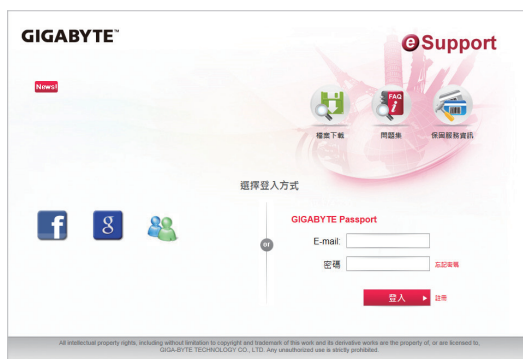 GIGABYTE™
eSupport
News!
FAQ
檔案下載
問題集
保固服務資訊
選擇登入方式
GIGABYTE Passport
f
g
or
E-mail:
密碼
忘記密碼
登入
註冊
All intellectual property rights, including without limitation to copyright and trademark of this work and its derivative works are the property of, or are licensed to,
GIGA-BYTE TECHNOLOGY CO., LTD. Any unauthorized use is strictly prohibited.